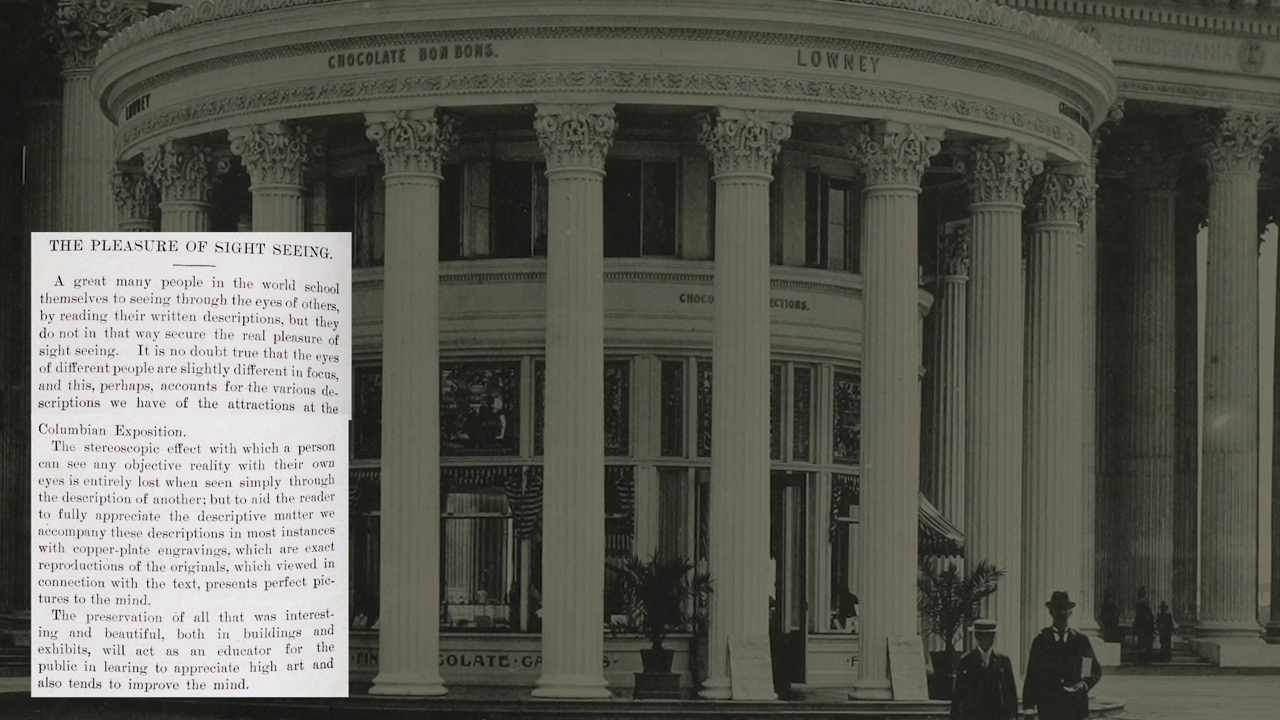 CHOCOLATE BON BONS.
LOWNEY
LOWNEY
PENNSYLVANIA
THE PLEASURE OF SIGHT SEEING.
A great many people in the world school
themselves to seeing through the eyes of others,
by reading their written descriptions, but they
do not in that way secure the real pleasure of
sight seeing. It is no doubt true that the eyes
of different people are slightly different in focus,
and this, perhaps, accounts for the various de-
scriptions we have of the attractions at the
Columbian Exposition.
The stereoscopic effect with which a person
can see any objective reality with their own
eyes is entirely lost when seen simply through
the description of another; but to aid the reader
to fully appreciate the descriptive matter we
accompany these descriptions in most instances
with copper-plate engravings, which are exact
reproductions of the originals, which viewed in
connection with the text, presents perfect pic-
tures to the mind.
The preservation of all that was interest-
ing and beautiful, both in buildings and
exhibits, will act as an educator for the
public in learing to appreciate high art and
also tends to improve the mind.
CHOCO ECTIONS.
FIN OLATE · GA S ·